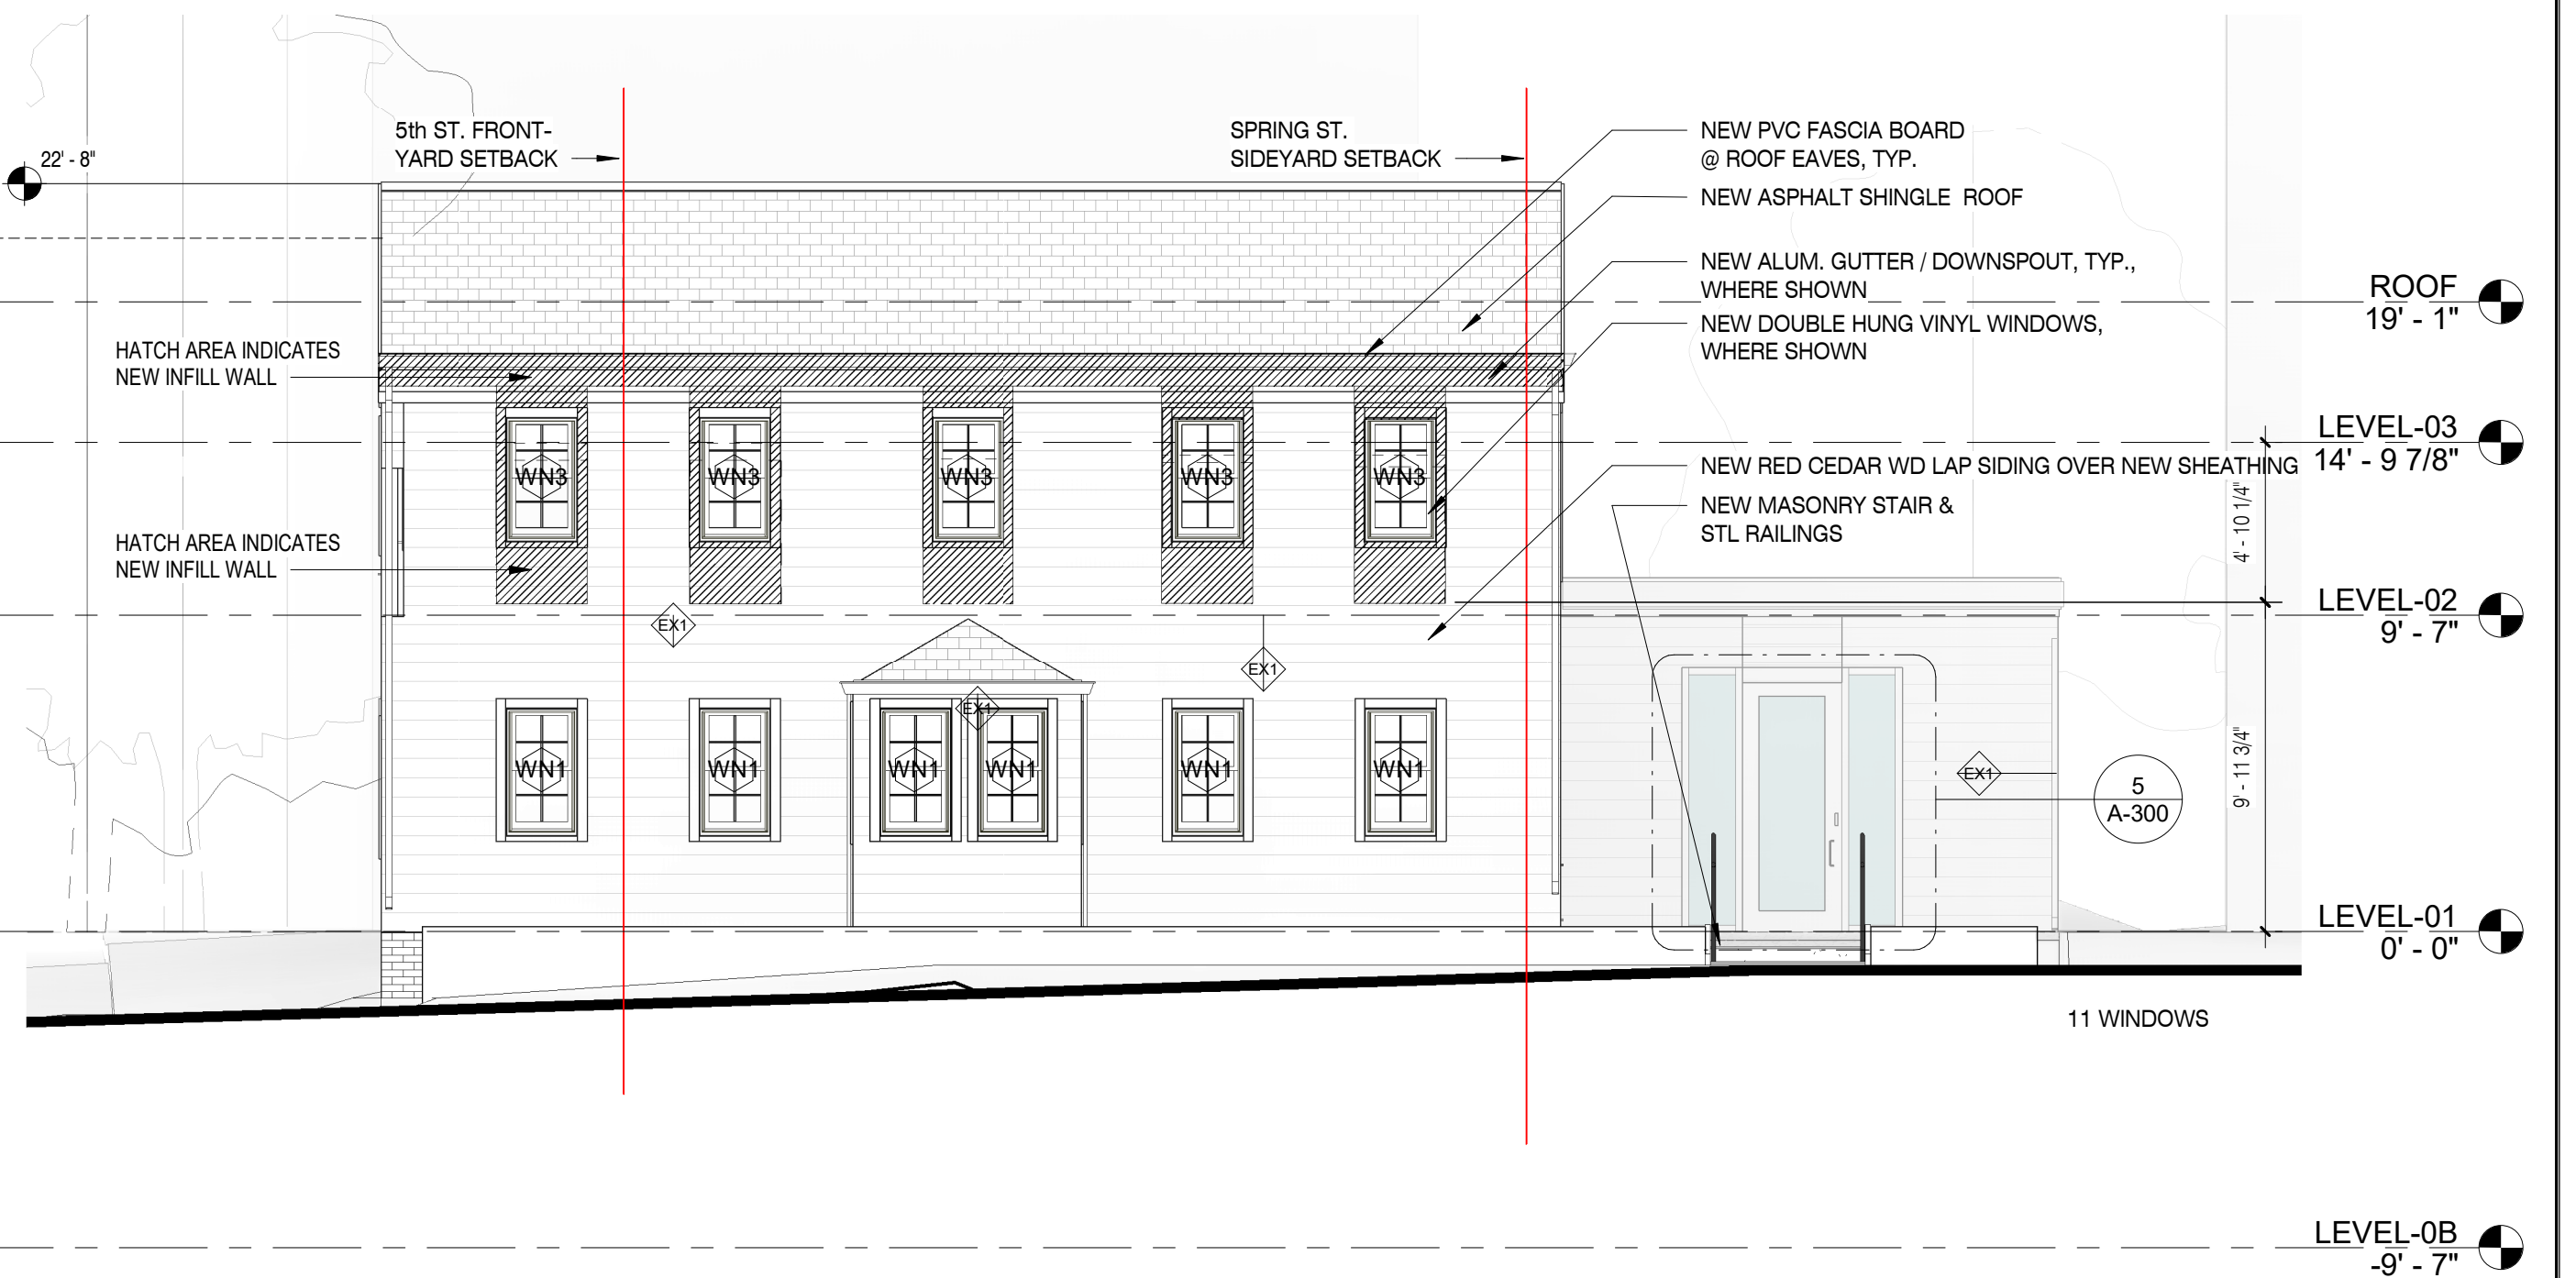 5th ST. FRONT-
YARD SETBACK
SPRING ST.
SIDEYARD SETBACK
22' - 8"
NEW PVC FASCIA BOARD
@ ROOF EAVES, TYP.
NEW ASPHALT SHINGLE ROOF
NEW ALUM. GUTTER / DOWNSPOUT, TYP.,
WHERE SHOWN
NEW DOUBLE HUNG VINYL WINDOWS,
WHERE SHOWN
ROOF
19' - 1"
HATCH AREA INDICATES
NEW INFILL WALL
LEVEL-03
14' - 9 7/8"
NEW RED CEDAR WD LAP SIDING OVER NEW SHEATHING
NEW MASONRY STAIR &
STL RAILINGS
WN3
WN3
WN3
WN3
WN3
4' - 10 1/4"
HATCH AREA INDICATES
NEW INFILL WALL
LEVEL-02
9' - 7"
EX1
EX1
EX1
WN1
WN1
WN1
WN1
WN1
WN1
EX1
5
A-300
9' - 11 3/4"
LEVEL-01
0' - 0"
11 WINDOWS
LEVEL-0B
-9' - 7"